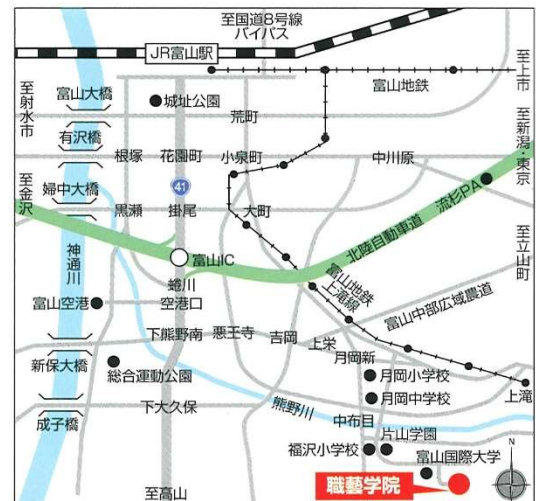 至国道8号線
バイパス
JR富山駅
至上市
富山地鉄
富山大橋
城址公園
至射水市
荒町
有沢橋
至新潟・東京
根塚
花園町
小泉町
中川原
婦中大橋
41
流杉PA
至金沢
黒瀬
掛尾
大町
北陸自動車道
至立山町
神通川
富山IC
富山地鉄
上滝線
蜷川
富山空港
空港口
富山中部広域農道
下熊野南
悪王寺
吉岡
上栄
月岡新
新保大橋
総合運動公園
月岡小学校
上滝
月岡中学校
下大久保
熊野川
中布目
成子橋
片山学園
福沢小学校
富山国際大学
N
職藝学院
至高山